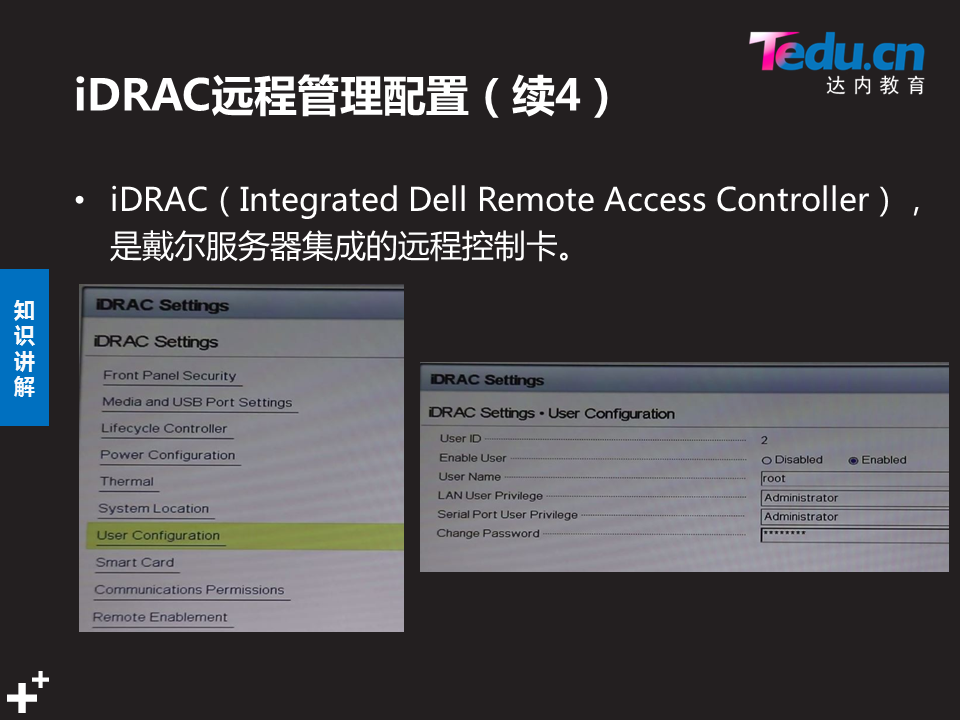 Tedu.cn
达内教育
iDRAC远程管理配置（续4）
• iDRAC（Integrated Dell Remote Access Controller），
是戴尔服务器集成的远程控制卡。
知识讲解
iDRAC Settings
iDRAC Settings
Front Panel Security
Media and USB Port Settings
Lifecycle Controller
Power Configuration
Thermal
System Location
User Configuration
Smart Card
Communications Permissions
Remote Enablement
iDRAC Settings
iDRAC Settings • User Configuration
User ID 2
Enable User Disabled Enabled
User Name root
LAN User Privilege Administrator
Serial Port User Privilege Administrator
Change Password ********